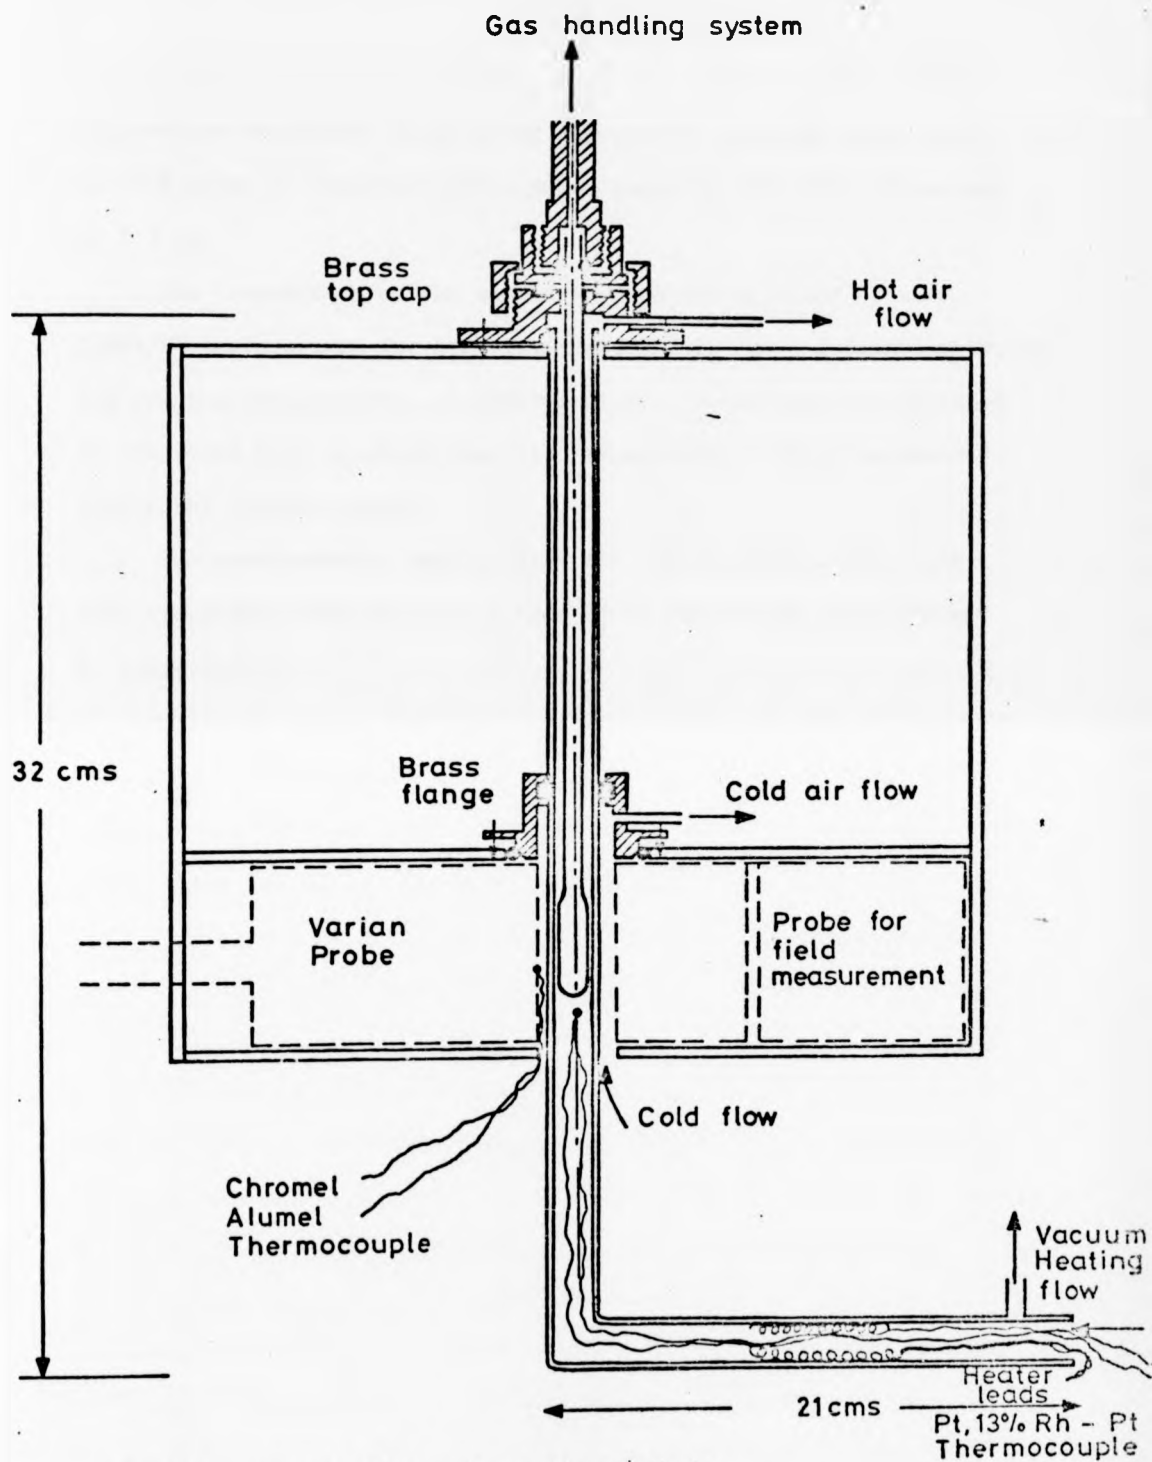 Gas handling system
Brass
top cap
Hot air
flow
32 cms
Brass
flange
Cold air flow
Varian
Probe
Probe for
field
measurement
Cold flow
Chromel
Alumel
Thermocouple
Vacuum
Heating
flow
Heater
leads
21cms
Pt, 13% Rh - Pt
Thermocouple